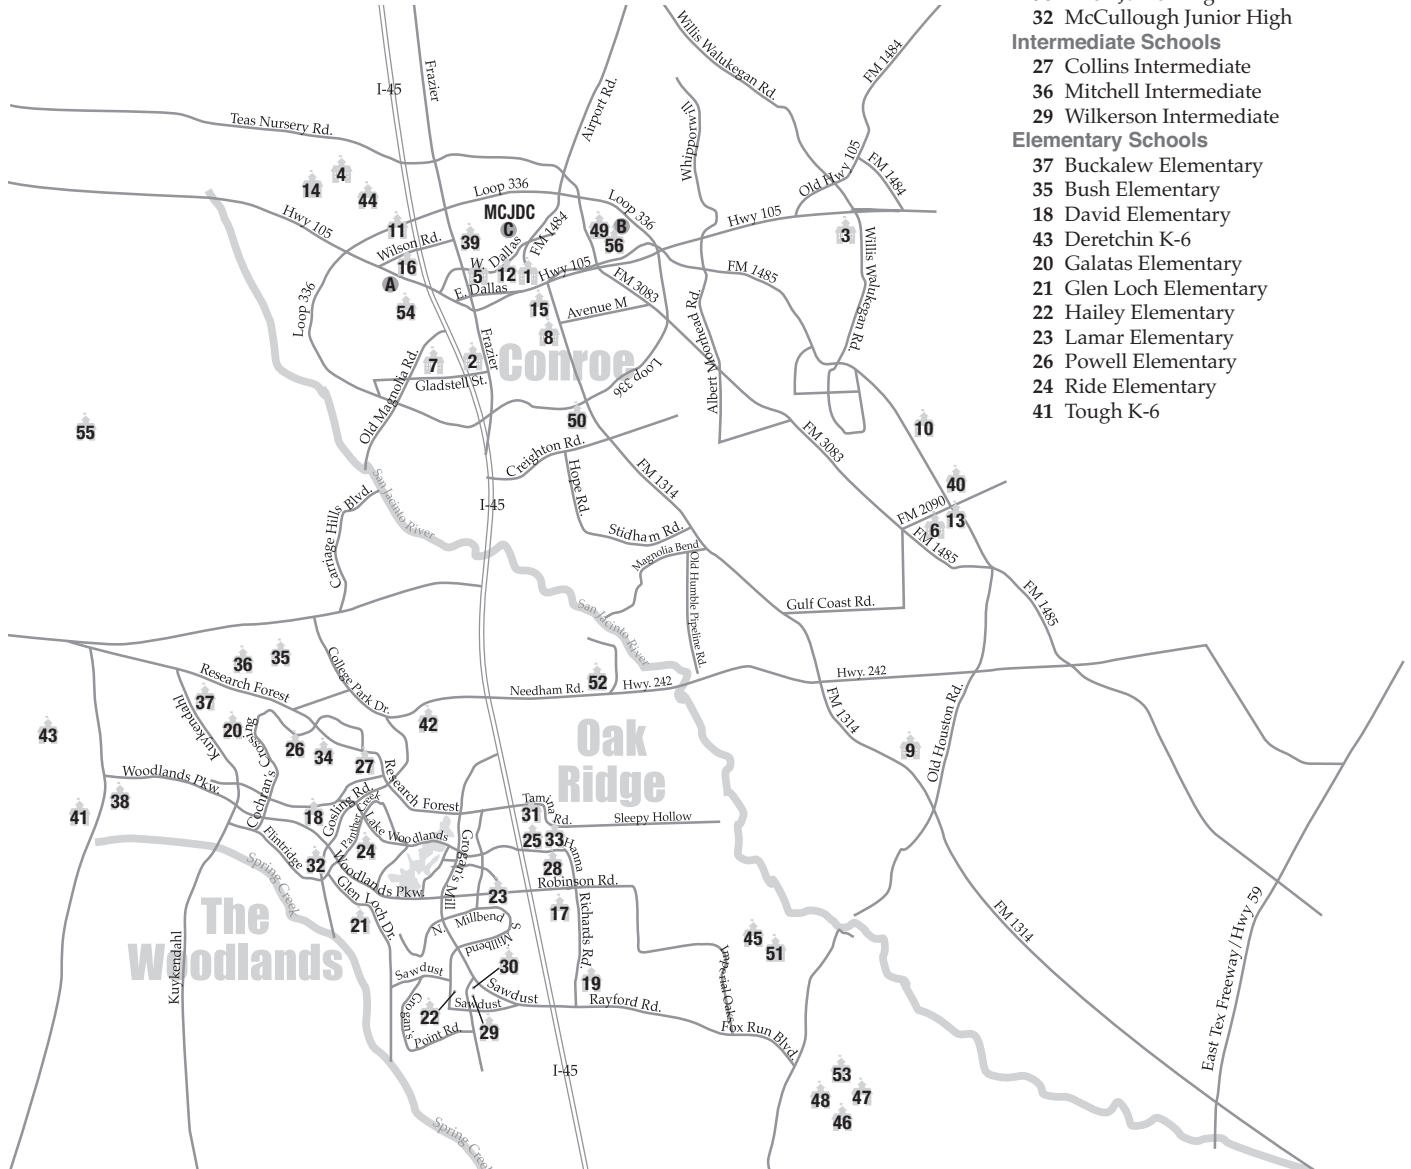 32 McCullough Junior High
Intermediate Schools
27 Collins Intermediate
36 Mitchell Intermediate
29 Wilkerson Intermediate
Elementary Schools
37 Buckalew Elementary
35 Bush Elementary
18 David Elementary
43 Deretchin K-6
20 Galatas Elementary
21 Glen Loch Elementary
22 Hailey Elementary
23 Lamar Elementary
26 Powell Elementary
24 Ride Elementary
41 Tough K-6
Willis Walukegan Rd.
FM 1484
I-45
Frazier
Airport Rd.
Teas Nursery Rd.
Whipporwill
Old Hwy 105
FM 1484
4
14
44
Loop 336
MCJDC
C
Loop 336
Hwy 105
Hwy 105
11
Wilson Rd.
39
FM 1484
49
B
56
3
Willis Walukegan Rd.
16
A
W. Dallas
5
12
1
Hwy 105
FM 3083
FM 1485
E. Dallas
54
15
Avenue M
8
Loop 336
Albert Moorhead Rd.
Old Magnolia Rd.
7
2
Frazier
Conroe
Gladstell St.
Loop 336
55
50
10
Creighton Rd.
FM 3083
Hope Rd.
FM 1314
San Jacinto River
40
FM 2090
13
6
FM 1485
I-45
Carriage Hills Blvd.
Stidham Rd.
Magnolia Bend
Old Humble Pipeline Rd.
Gulf Coast Rd.
FM 1485
San Jacinto River
36
35
College Park Dr.
Research Forest
Needham Rd.
52
Hwy. 242
Hwy. 242
37
Kuykendahl
20
Cochran's Crossing
26
34
27
42
43
Oak
Ridge
FM 1314
9
Old Houston Rd.
Woodlands Pkw.
38
41
18
Gosling Rd.
Research Forest
Panther Creek
Lake Woodlands
Tamina Rd.
31
Sleepy Hollow
25
33
Hanna
Flintridge
32
24
Grogan's Mill
28
Spring Creek
Woodlands Pkw.
Robinson Rd.
Glen Loch Dr.
23
17
Richards Rd.
21
N. Millbend
S. Millbend
The
Woodlands
Kuykendahl
45
51
Imperial Oaks
FM 1314
East Tex Freeway/Hwy 59
Sawdust
30
Sawdust
19
Rayford Rd.
Grogan's Point Rd.
22
Sawdust
29
Fox Run Blvd.
I-45
53
48
47
46
Spring Creek